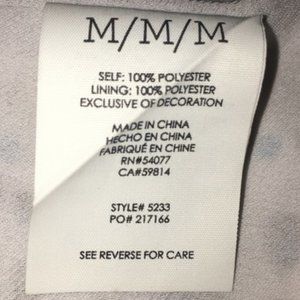 M/M/M
SELF: 100% POLYESTER
LINING: 100% POLYESTER
EXCLUSIVE OF DECORATION
MADE IN CHINA
HECHO EN CHINA
FABRIQUÉ EN CHINE
RN#54077
CA#59814
STYLE# 5233
PO# 217166
SEE REVERSE FOR CARE